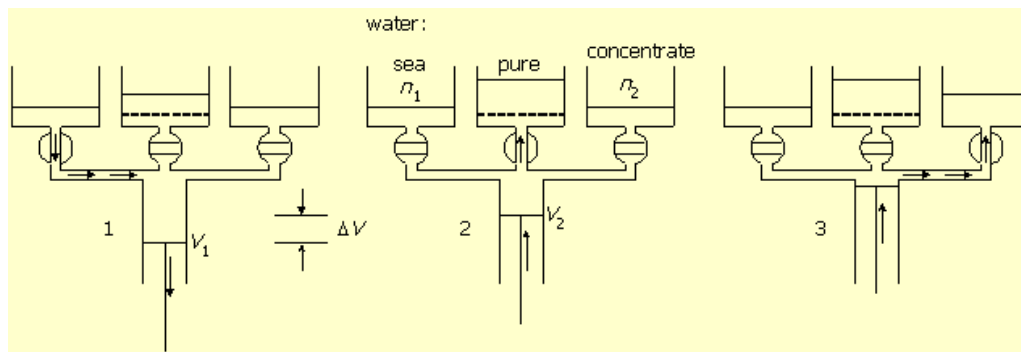 water:
sea
pure
concentrate
n₁
n₂
1
V₁
ΔV
2
V₂
3